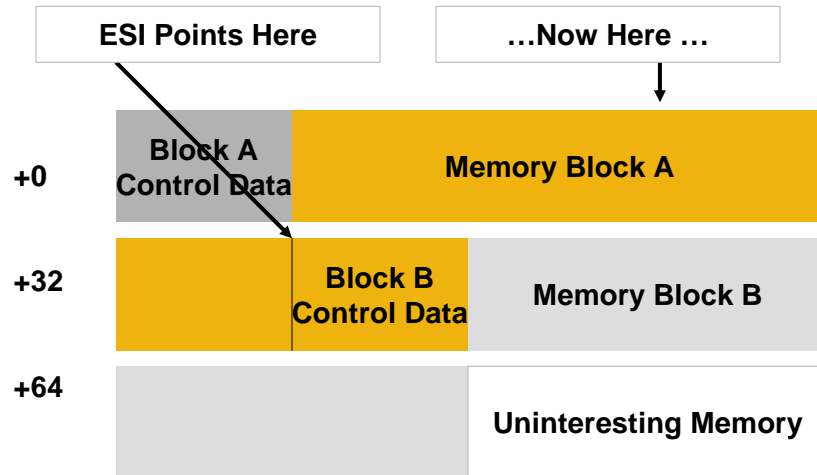 ESI Points Here
…Now Here …
Block A
Control Data
Memory Block A
+0
+32
Block B
Control Data
Memory Block B
+64
Uninteresting Memory